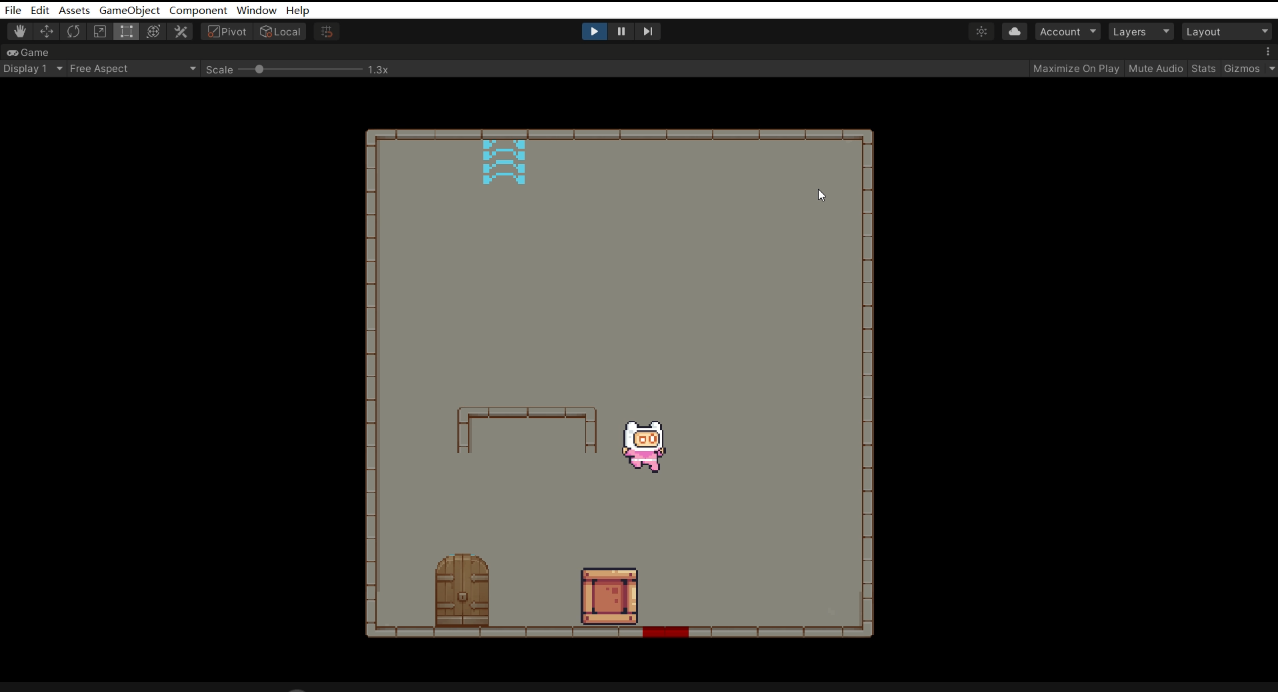 File Edit Assets GameObject Component Window Help
Pivot Local Account Layers Layout
Game
Display 1 Free Aspect Scale 1.3x Maximize On Play Mute Audio Stats Gizmos